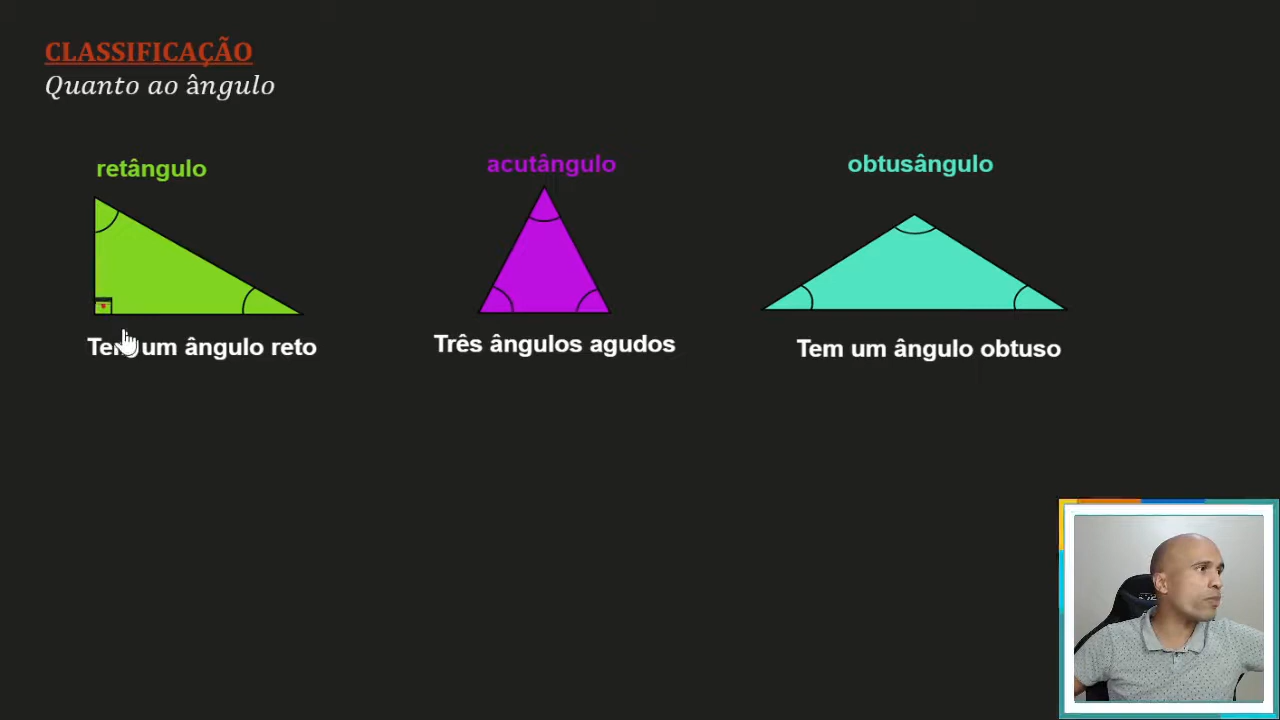 CLASSIFICAÇÃO
Quanto ao ângulo
retângulo
acutângulo
obtusângulo
Tem um ângulo reto
Três ângulos agudos
Tem um ângulo obtuso